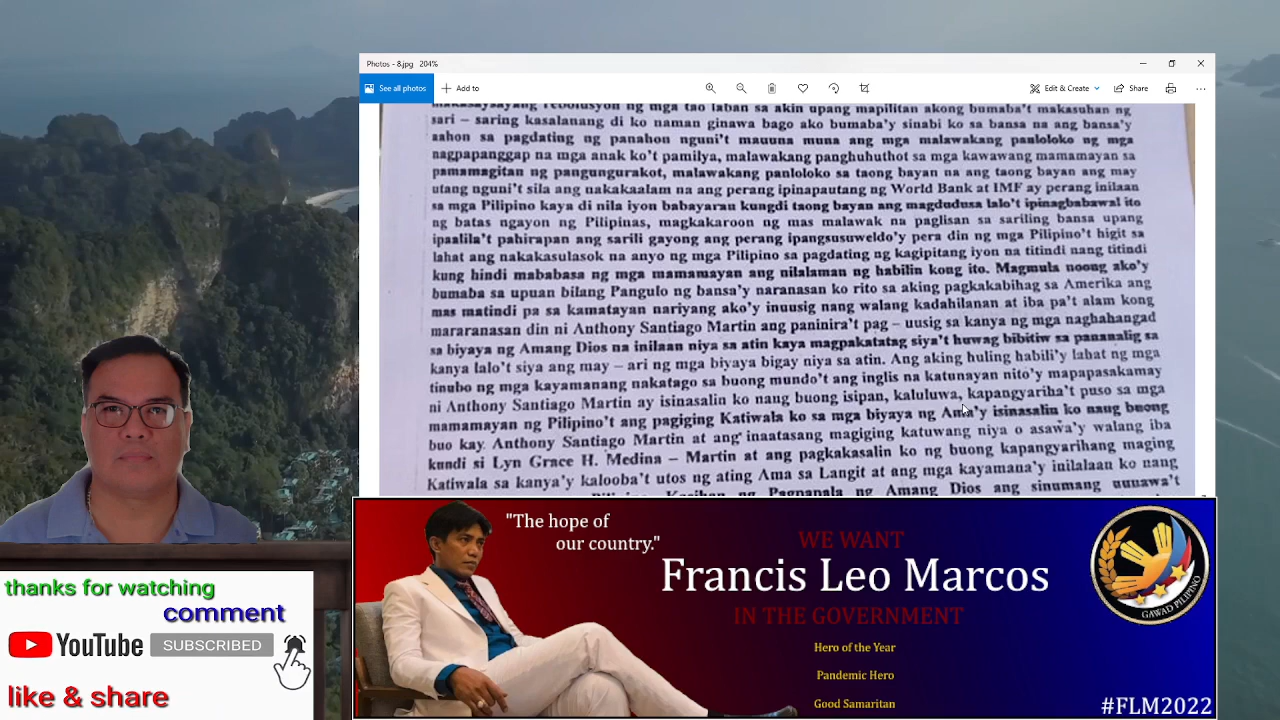 Photos - 8.jpg 204%
See all photos
Add to
Edit & Create
Share
makasaysayang rebolusyon ng mga tao laban sa akin upang mapilitan akong bumaba't makasuhan ng
sari – saring kasalanang di ko naman ginawa bago ako bumaba'y sinabi ko sa bansa na ang bansa'y
aahon sa pagdating ng panahon nguni't mauuna muna ang mga malawakang panloloko ng mga
nagpapanggap na mga anak ko't pamilya, malawakang panghuhuthot sa mga kawawang mamamayan sa
pamamagitan ng pangungurakot, malawakang panloloko sa taong bayan na ang taong bayan ang may
utang nguni't sila ang nakakaalam na ang perang ipinapautang ng World Bank at IMF ay perang inilaan
sa mga Pilipino kaya di nila iyon babayaran kungdi taong bayan ang magdadusa lalo't ipinagbabawal ito
ng batas ngayon ng Pilipinas, magkakaroon ng mas malawak na paglisan sa sariling bansa upang
ipaalila't pahirapan ang sarili gayong ang perang ipangsusuweldo'y pera din ng mga Pilipino't higit sa
lahat ang nakakasulasok na anyo ng mga Pilipino sa pagdating ng kagipitang iyon na titindi nang titindi
kung hindi mababasa ng mga mamamayan ang nilalaman ng habilin kong ito. Magmula noong ako'y
bumaba sa upuan bilang Pangulo ng bansa'y naranasan ko rito sa aking pagkakabihag sa Amerika ang
mas matindi pa sa kamatayan nariyang ako'y inuusig nang walang kadahilanan at iba pa't alam kong
mararanasan din ni Anthony Santiago Martin ang paninira't pag – uusig sa kanya ng mga naghahangad
sa biyaya ng Amang Dios na inilaan niya sa atin kaya magpakatatag siya't huwag bibitiw sa pananalig sa
kanya lalo't siya ang may – ari ng mga biyaya bigay niya sa atin. Ang aking huling habili'y lahat ng mga
tinubo ng mga kayamanang nakatago sa buong mundo't ang inglis na katunayan nito'y mapapasakamay
ni Anthony Santiago Martin ay isinasalin ko nang buong isipan, kaluluwa, kapangyariha't puso sa mga
mamamayan ng Pilipino't ang pagiging Katiwala ko sa mga biyaya ng Ama'y isinasalin ko nang buong
buo kay. Anthony Santiago Martin at ang inaatasang magiging katuwang niya o asawa'y walang iba
kundi si Lyn Grace H. Medina – Martin at ang pagkakasalin ko ng buong kapangyarihang maging
Katiwala sa kanya'y kalooba't utos ng ating Ama sa Langit at ang mga kayamana'y inilalaan ko nang
Pagpapala ng Amang Dios ang sinumang uunawa't
"The hope of
our country."
WE WANT
Francis Leo Marcos
IN THE GOVERNMENT
Hero of the Year
Pandemic Hero
Good Samaritan
GAWAD PILIPINO
#FLM2022
thanks for watching
comment
YouTube SUBSCRIBED
like & share